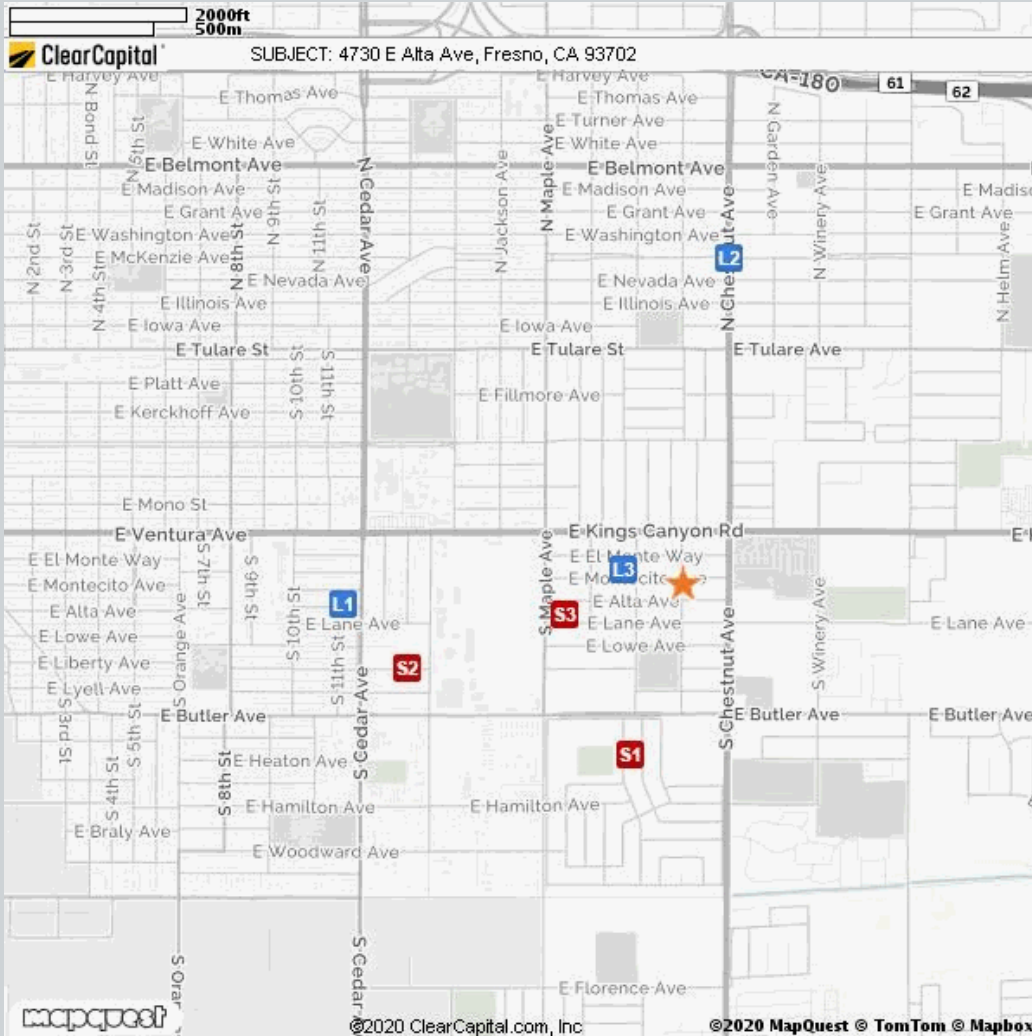 2000ft
500m
ClearCapital
SUBJECT: 4730 E Alta Ave, Fresno, CA 93702
E Harvey Ave
E Harvey Ave
CA-180
61
62
E Thomas Ave
E Thomas Ave
N Bond St
N 5th St
E Turner Ave
N Garden Ave
E White Ave
E White Ave
N Maple Ave
E Belmont Ave
E Belmont Ave
N Cedar Ave
N Jackson Ave
N Winery Ave
E Madison Ave
E Madison Ave
N 9th St
N 11th St
E Grant Ave
E Grant Ave
E Grant Ave
N 2nd St
N 3rd St
E Washington Ave
E Washington Ave
N 8th St
E McKenzie Ave
L2
N 4th St
E Nevada Ave
E Nevada Ave
N Helm Ave
E Illinois Ave
E Illinois Ave
E Iowa Ave
E Iowa Ave
E Tulare St
E Tulare St
E Tulare Ave
S 10th St
S 11th St
E Platt Ave
E Fillmore Ave
E Kerckhoff Ave
E Mono St
E Ventura Ave
E Kings Canyon Rd
E El Monte Way
E El Monte Way
S 7th St
S 9th St
S Maple Ave
L3
E Montecito Ave
S 10th St
S Winery Ave
E Alta Ave
L1
E Alta Ave
S3
S Orange Ave
E Lane Ave
E Lane Ave
E Lane Ave
E Lowe Ave
E Lowe Ave
E Liberty Ave
S 11th St
S2
S Chestnut Ave
E Lyell Ave
S Cedar Ave
S 3rd St
S 5th St
E Butler Ave
E Butler Ave
E Butler Ave
S1
E Heaton Ave
S 4th St
S 8th St
E Hamilton Ave
E Hamilton Ave
E Braly Ave
E Woodward Ave
S Cedar
E Florence Ave
mapquest
©2020 ClearCapital.com, Inc
©2020 MapQuest © TomTom © Mapbox